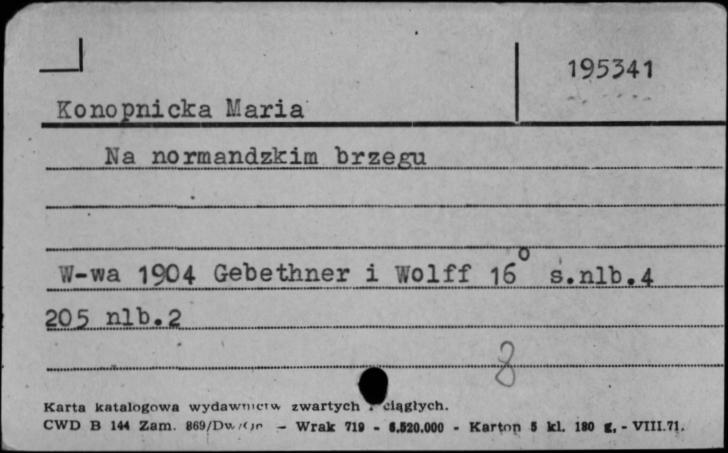 195341
Konopnicka Maria
Na normandzkim brzegu
W-wa 1904 Gebethner i Wolff 16° s.nlb.4
205 nlb.2
8
Karta katalogowa wydawnictw zwartych i ciągłych.
CWD B 144 Zam. 869/ - Wrak 719 - 6.520.000 - Karton 5 kl. 180 g. - VIII.71.